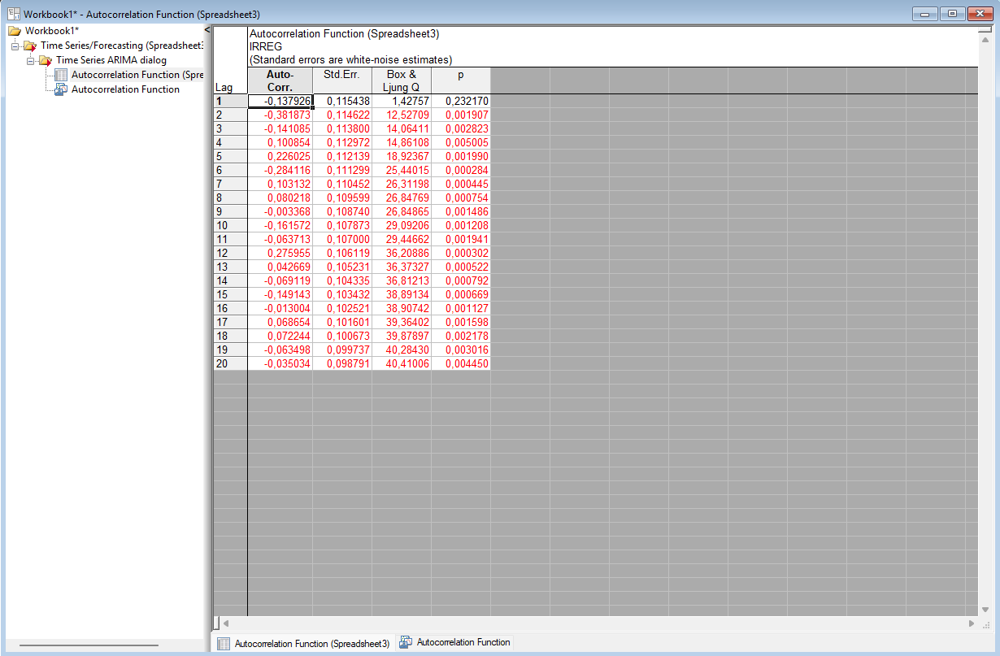 Workbook1* - Autocorrelation Function (Spreadsheet3)
Workbook1*
Time Series/Forecasting (Spreadsheet3
Time Series ARIMA dialog
Autocorrelation Function (Spre
Autocorrelation Function
<
Autocorrelation Function (Spreadsheet3)
IRREG
(Standard errors are white-noise estimates)
Lag Auto- Corr. Std.Err. Box & Ljung Q p
1 -0,137926 0,115438 1,42757 0,232170
2 -0,381873 0,114622 12,52709 0,001907
3 -0,141085 0,113800 14,06411 0,002823
4 0,100854 0,112972 14,86108 0,005005
5 0,226025 0,112139 18,92367 0,001990
6 -0,284116 0,111299 25,44015 0,000284
7 0,103132 0,110452 26,31198 0,000445
8 0,080218 0,109599 26,84769 0,000754
9 -0,003368 0,108740 26,84865 0,001486
10 -0,161572 0,107873 29,09206 0,001208
11 -0,063713 0,107000 29,44662 0,001941
12 0,275955 0,106119 36,20886 0,000302
13 0,042669 0,105231 36,37327 0,000522
14 -0,069119 0,104335 36,81213 0,000792
15 -0,149143 0,103432 38,89134 0,000669
16 -0,013004 0,102521 38,90742 0,001127
17 0,068654 0,101601 39,36402 0,001598
18 0,072244 0,100673 39,87897 0,002178
19 -0,063498 0,099737 40,28430 0,003016
20 -0,035034 0,098791 40,41006 0,004450
Autocorrelation Function (Spreadsheet3)
Autocorrelation Function